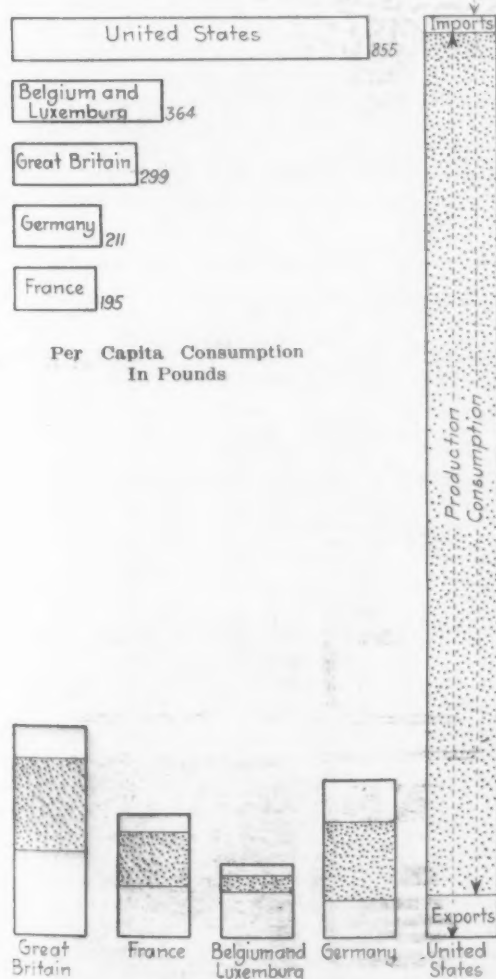 Imports
United States
855
Belgium and
Luxemburg
364
Great Britain
299
Germany
211
France
195
Per Capita Consumption
In Pounds
Production
Consumption
Exports
Great
Britain
France
Belgium and
Luxemburg
Germany
United
States